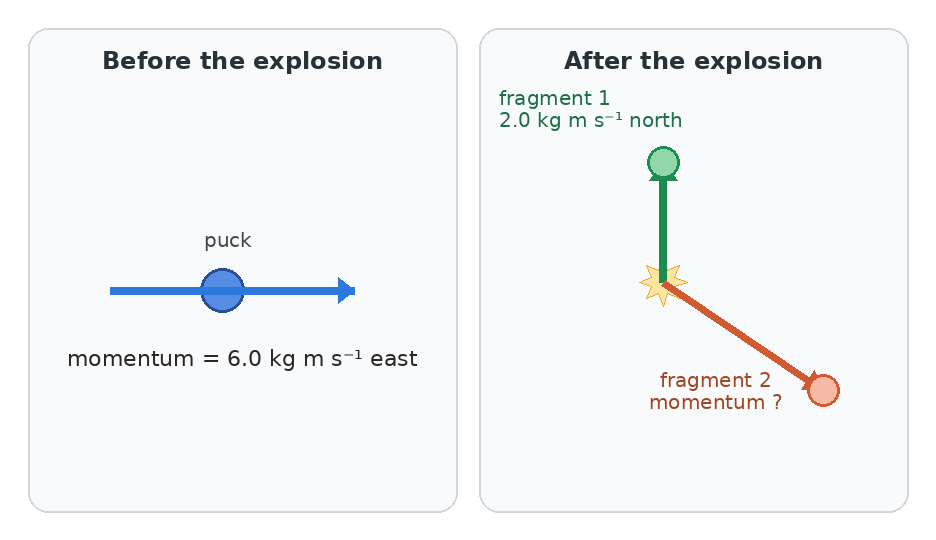 Before the explosion
puck
momentum = 6.0 kg m s⁻¹ east
After the explosion
fragment 1
2.0 kg m s⁻¹ north
fragment 2
momentum ?